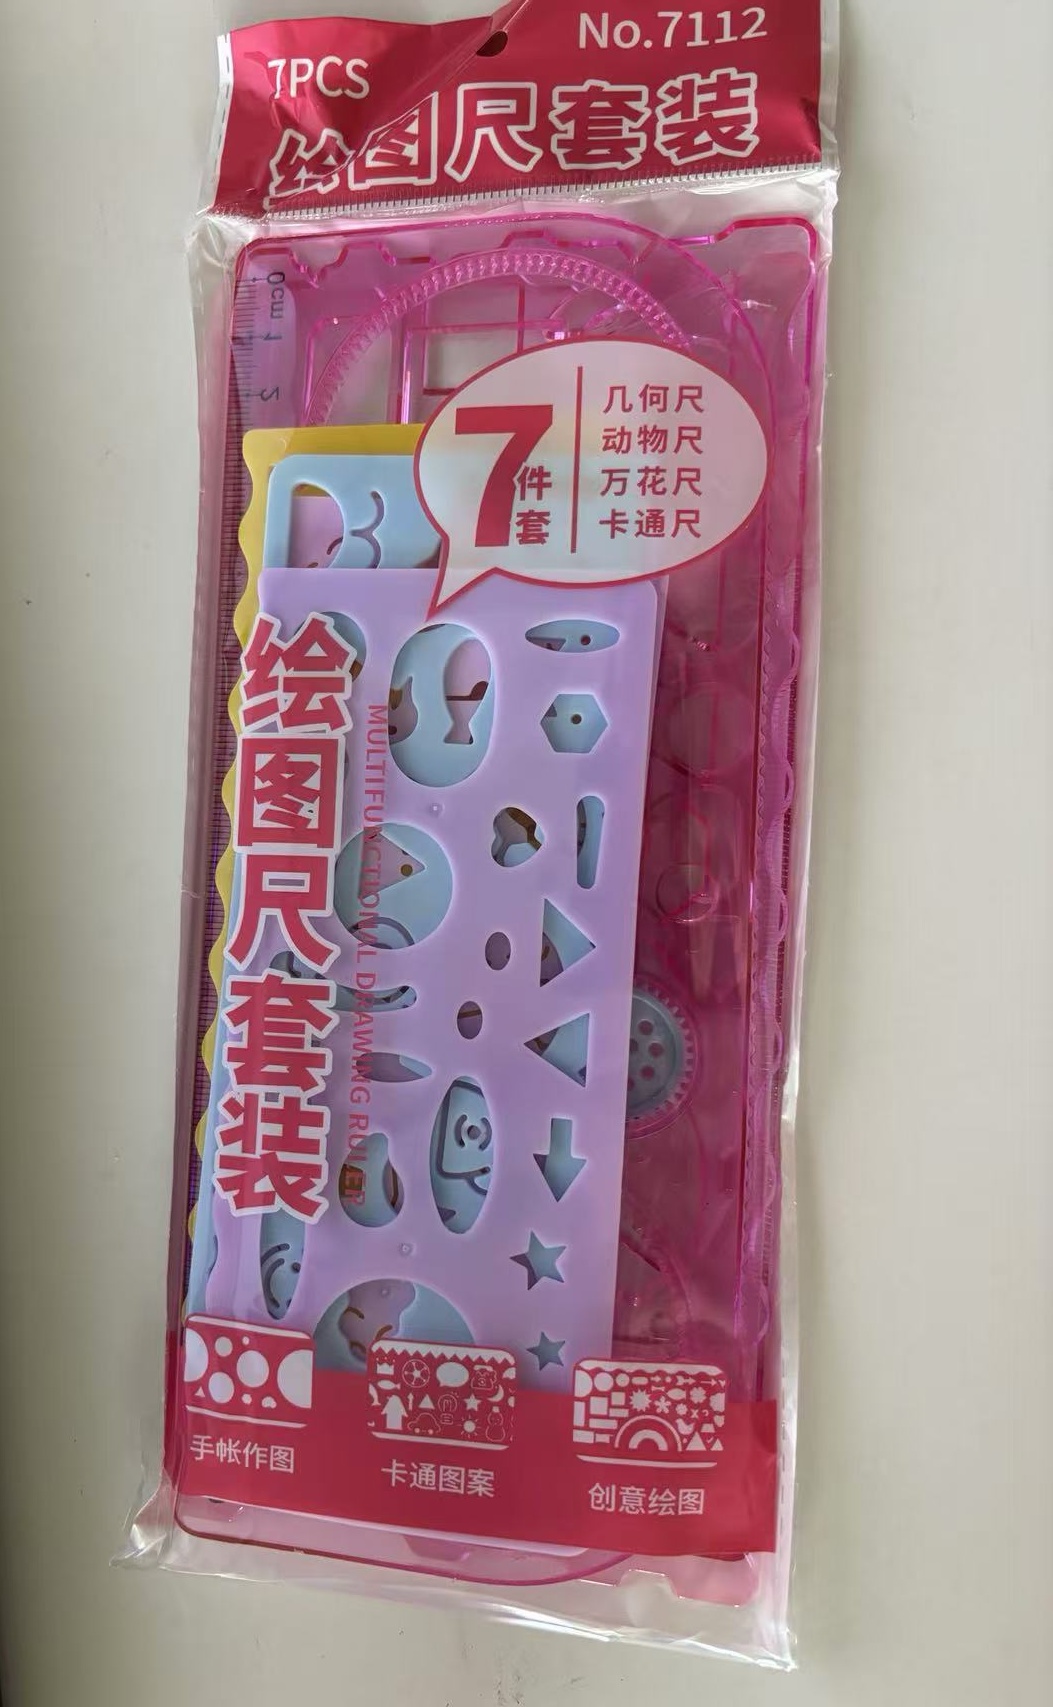 No.7112
7PCS
绘图尺套装
0cm 1 2
7件套
几何尺
动物尺
万花尺
卡通尺
绘图尺套装
MULTIFUNCTIONAL DRAWING RULER
手帐作图
卡通图案
创意绘图